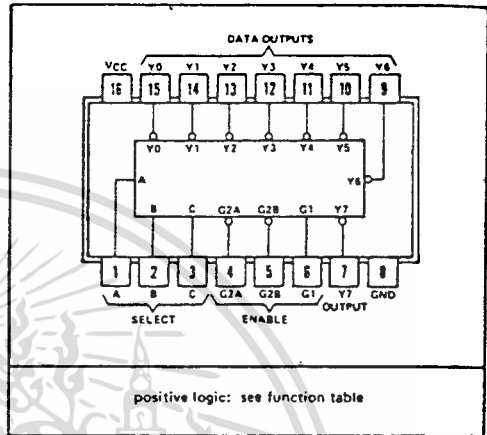 DATA OUTPUTS
VCC Y0 Y1 Y2 Y3 Y4 Y5 Y6
16 15 14 13 12 11 10 9
Y0 Y1 Y2 Y3 Y4 Y5
A Y6
B C G2A G2B G1 Y7
1 2 3 4 5 6 7 8
A B C G2A G2B G1 Y7 GND
SELECT ENABLE OUTPUT
positive logic: see function table